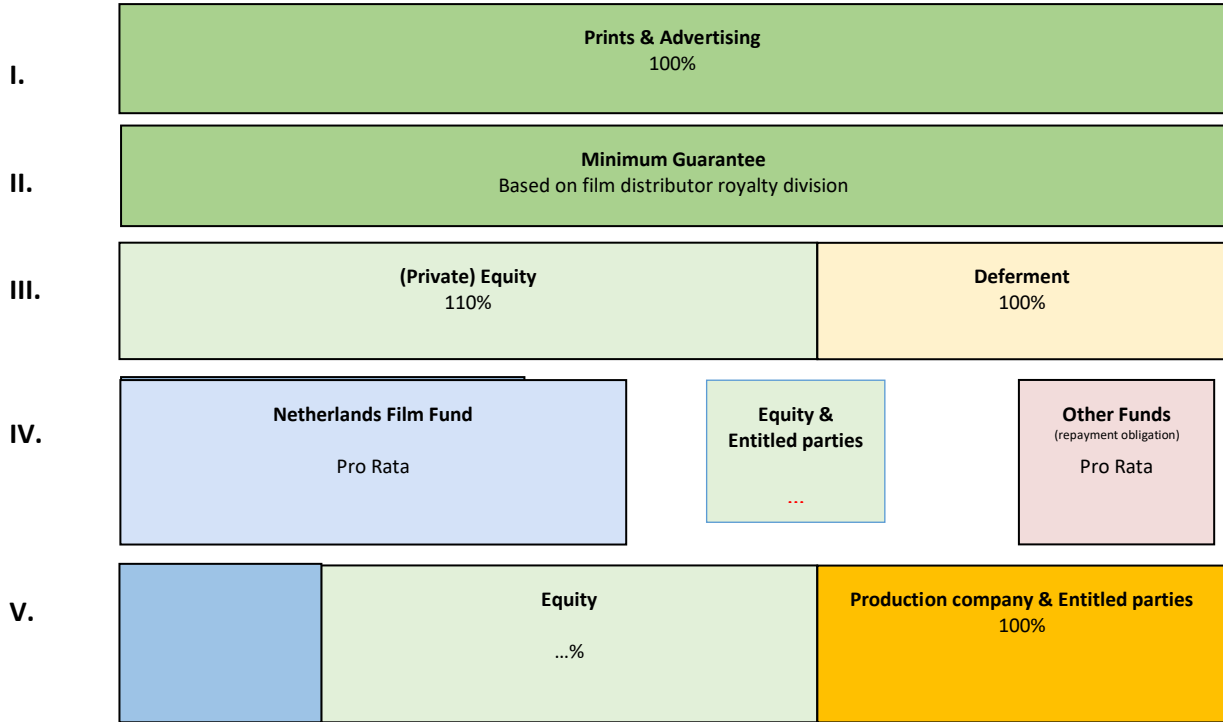 I.
Prints & Advertising
100%
II.
Minimum Guarantee
Based on film distributor royalty division
III.
(Private) Equity
110%
Deferment
100%
IV.
Netherlands Film Fund
Pro Rata
Equity &
Entitled parties
...
Other Funds
(repayment obligation)
Pro Rata
V.
Equity
...%
Production company & Entitled parties
100%